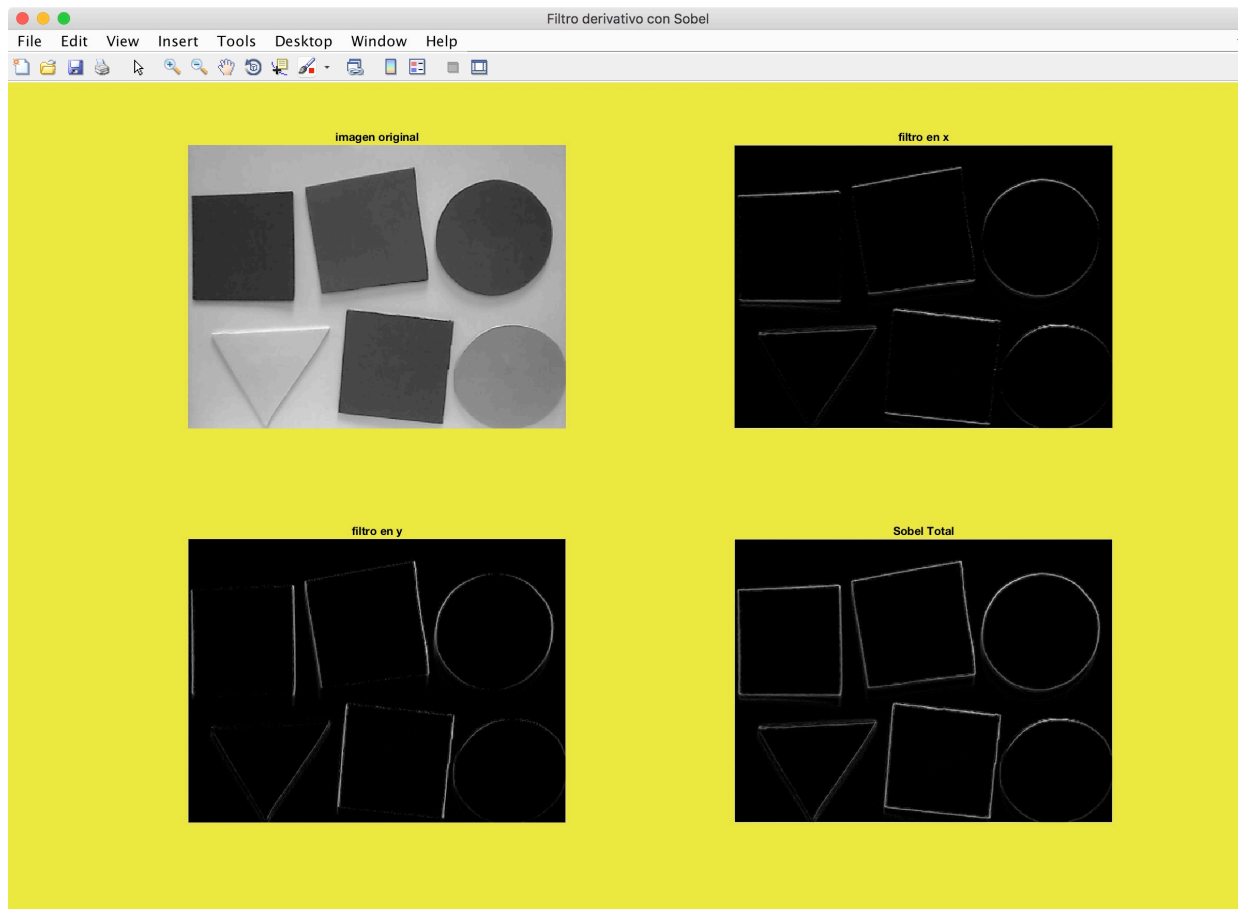 Filtro derivativo con Sobel
File Edit View Insert Tools Desktop Window Help
imagen original
filtro en x
filtro en y
Sobel Total